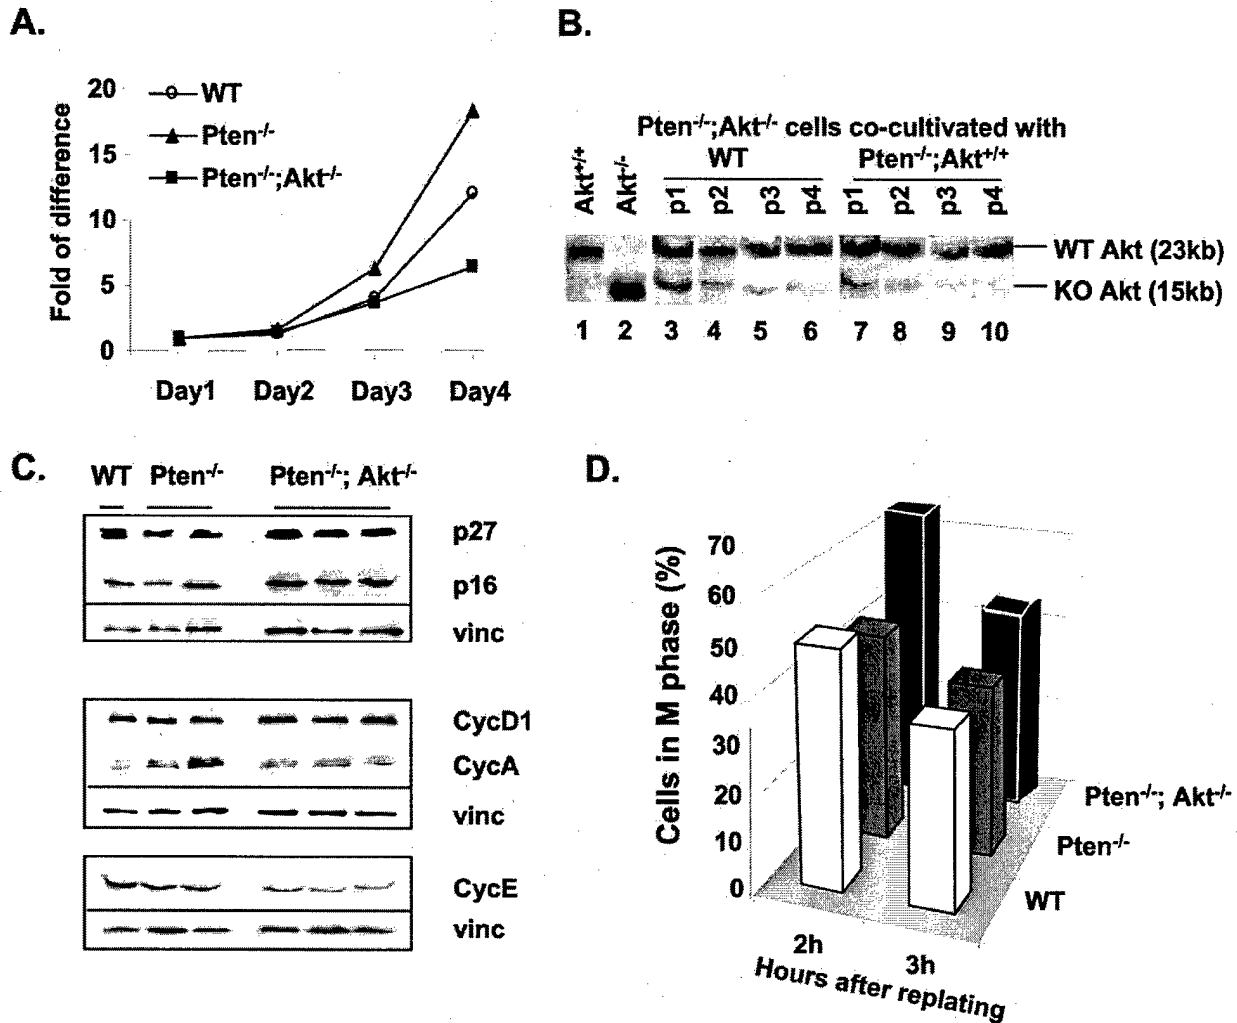 A.
20
15
10
5
0
Fold of difference
WT
Pten-/-
Pten-/-;Akt-/-
Day1 Day2 Day3 Day4
B.
Pten-/-;Akt-/- cells co-cultivated with
WT Pten-/-;Akt+/+
Akt+/+ Akt-/- p1 p2 p3 p4 p1 p2 p3 p4
WT Akt (23kb)
KO Akt (15kb)
1 2 3 4 5 6 7 8 9 10
C.
WT Pten-/- Pten-/-; Akt-/-
p27
p16
vinc
CycD1
CycA
vinc
CycE
vinc
D.
Cells in M phase (%)
70
60
50
40
30
20
10
0
Pten-/-; Akt-/-
Pten-/-
WT
2h
3h
Hours after replating